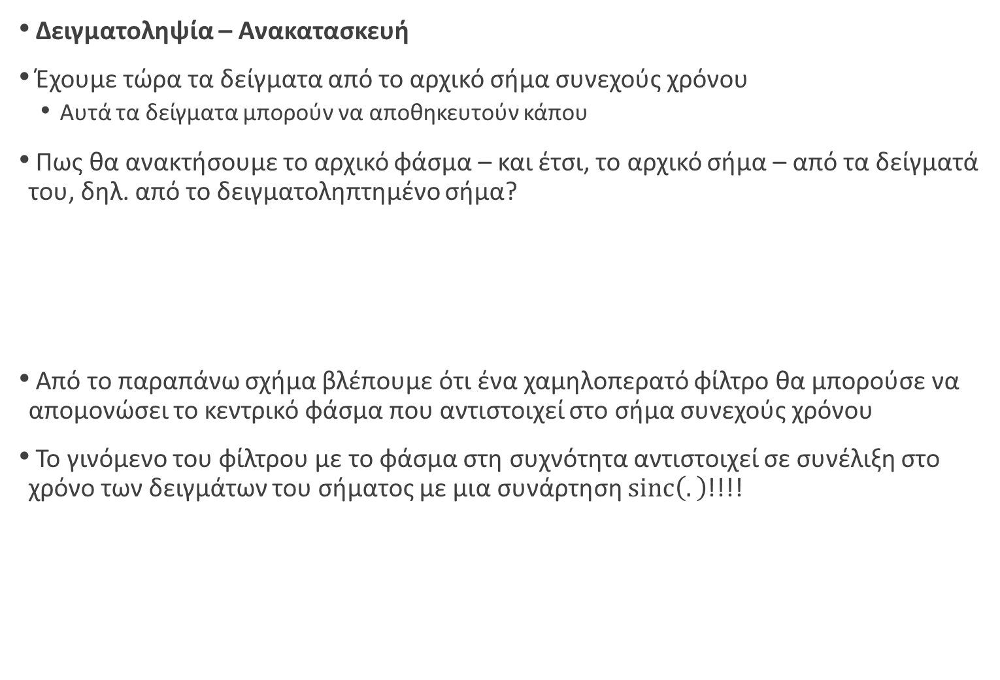 • Δειγματοληψία – Ανακατασκευή
• Έχουμε τώρα τα δείγματα από το αρχικό σήμα συνεχούς χρόνου
• Αυτά τα δείγματα μπορούν να αποθηκευτούν κάπου
• Πως θα ανακτήσουμε το αρχικό φάσμα – και έτσι, το αρχικό σήμα – από τα δείγματά
του, δηλ. από το δειγματοληπτημένο σήμα?
• Από το παραπάνω σχήμα βλέπουμε ότι ένα χαμηλοπερατό φίλτρο θα μπορούσε να
απομονώσει το κεντρικό φάσμα που αντιστοιχεί στο σήμα συνεχούς χρόνου
• Το γινόμενο του φίλτρου με το φάσμα στη συχνότητα αντιστοιχεί σε συνέλιξη στο
χρόνο των δειγμάτων του σήματος με μια συνάρτηση sinc(.)!!!!